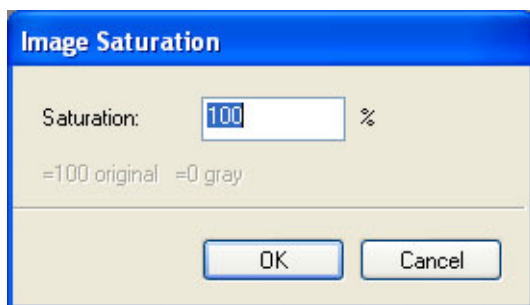 Image Saturation
Saturation: 100 %
=100 original =0 gray
OK Cancel